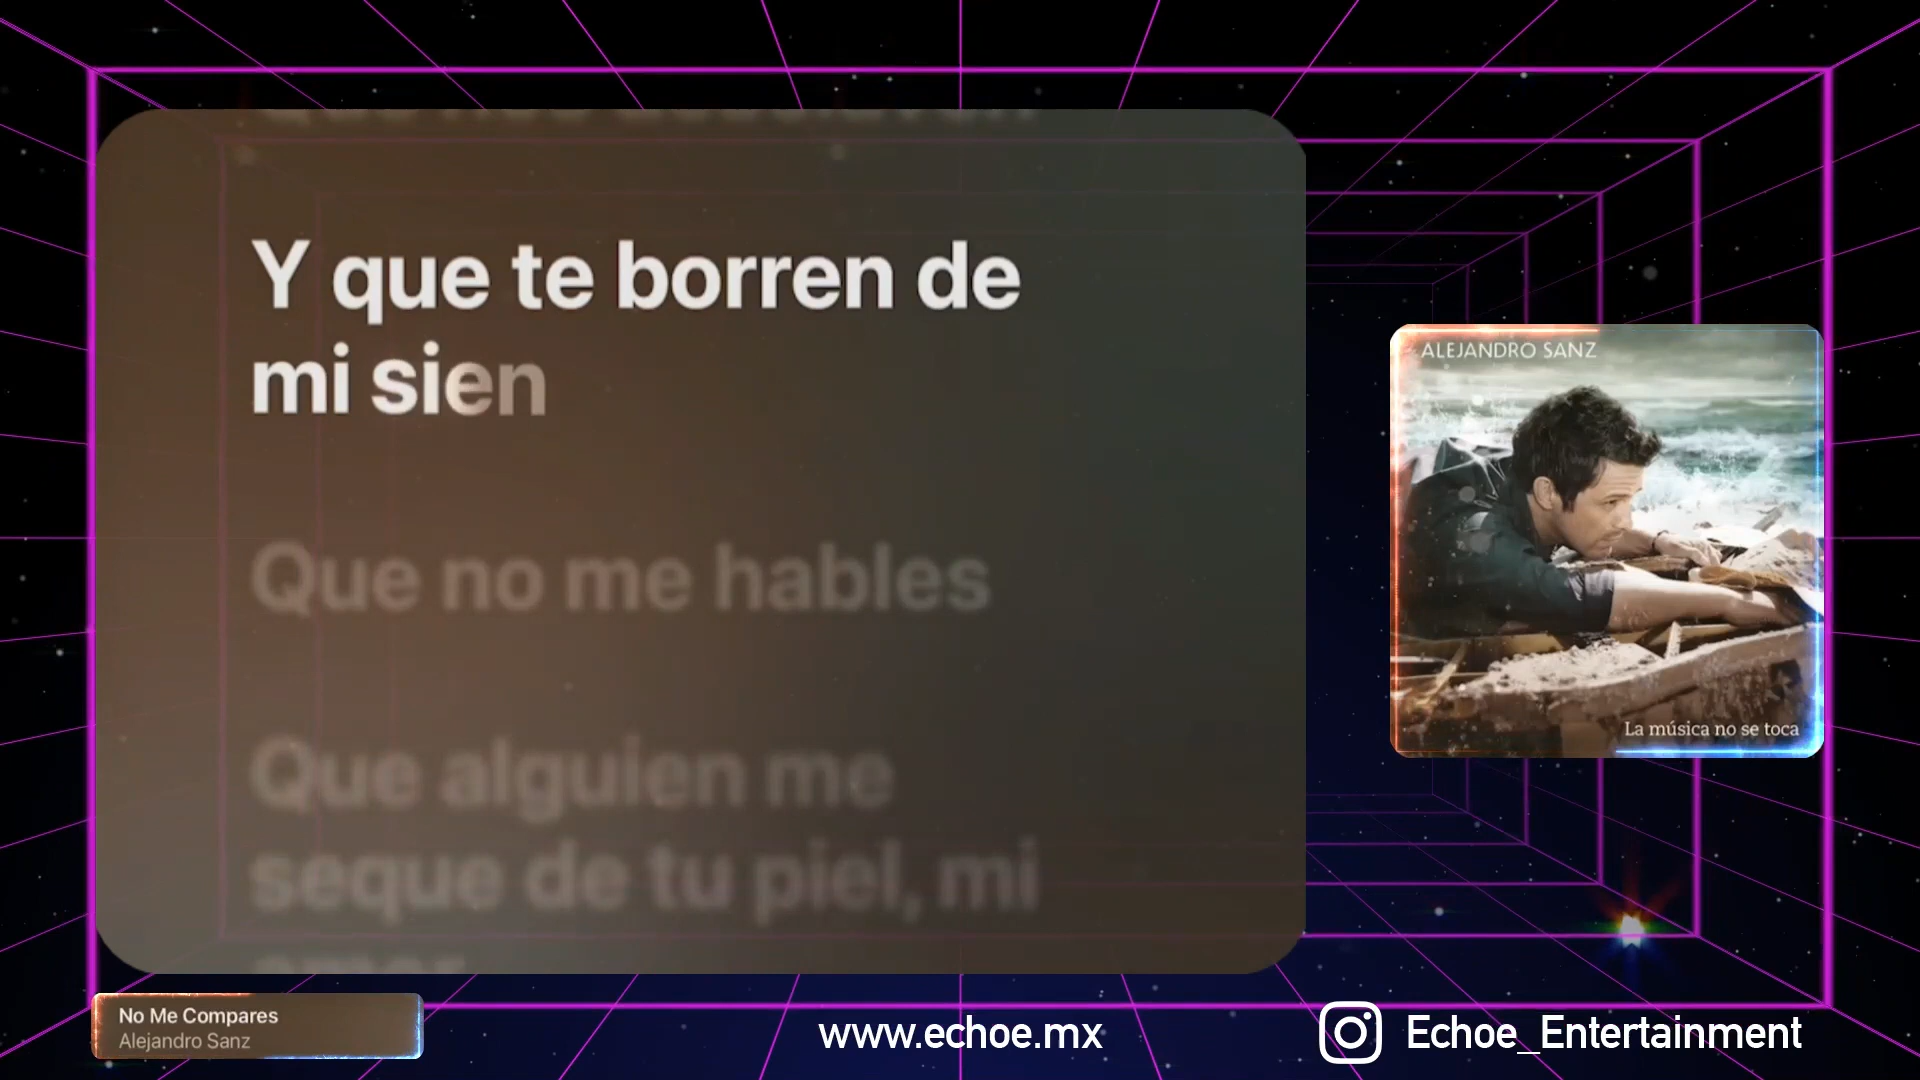 Y que te borren de
mi sien
Que no me hables
Que alguien me
seque de tu piel, mi
amor
ALEJANDRO SANZ
La música no se toca
No Me Compares
Alejandro Sanz
www.echoe.mx
Echoe_Entertainment